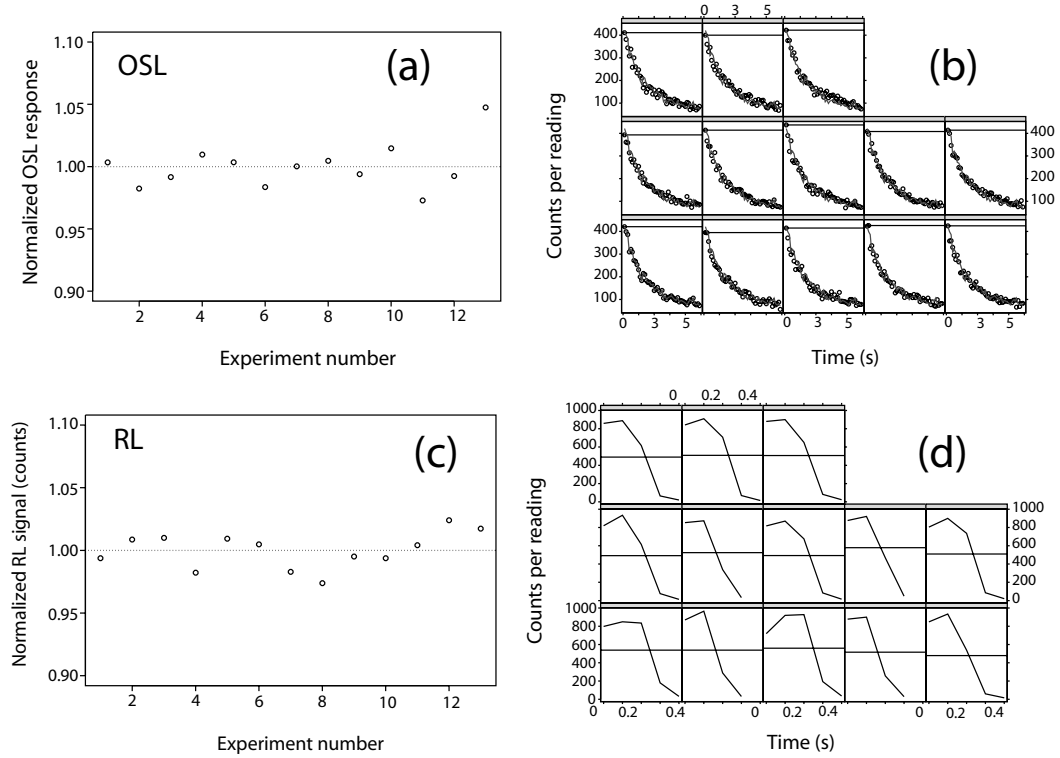 1.10
OSL
(a)
1.05
1.00
0.95
0.90
Normalized OSL response
2 4 6 8 10 12
Experiment number
0 3 5
400
300
200
100
(b)
Counts per reading
400
300
200
100
400
300
200
100
0 3 5 0 3 5 0 3 5
Time (s)
1.10
RL
(c)
1.05
1.00
0.95
0.90
Normalized RL signal (counts)
2 4 6 8 10 12
Experiment number
0 0.2 0.4
1000
800
600
400
200
0
(d)
Counts per reading
1000
800
600
400
200
0
1000
800
600
400
200
0
0 0.2 0.4 0 0.2 0.4 0 0.2 0.4
Time (s)